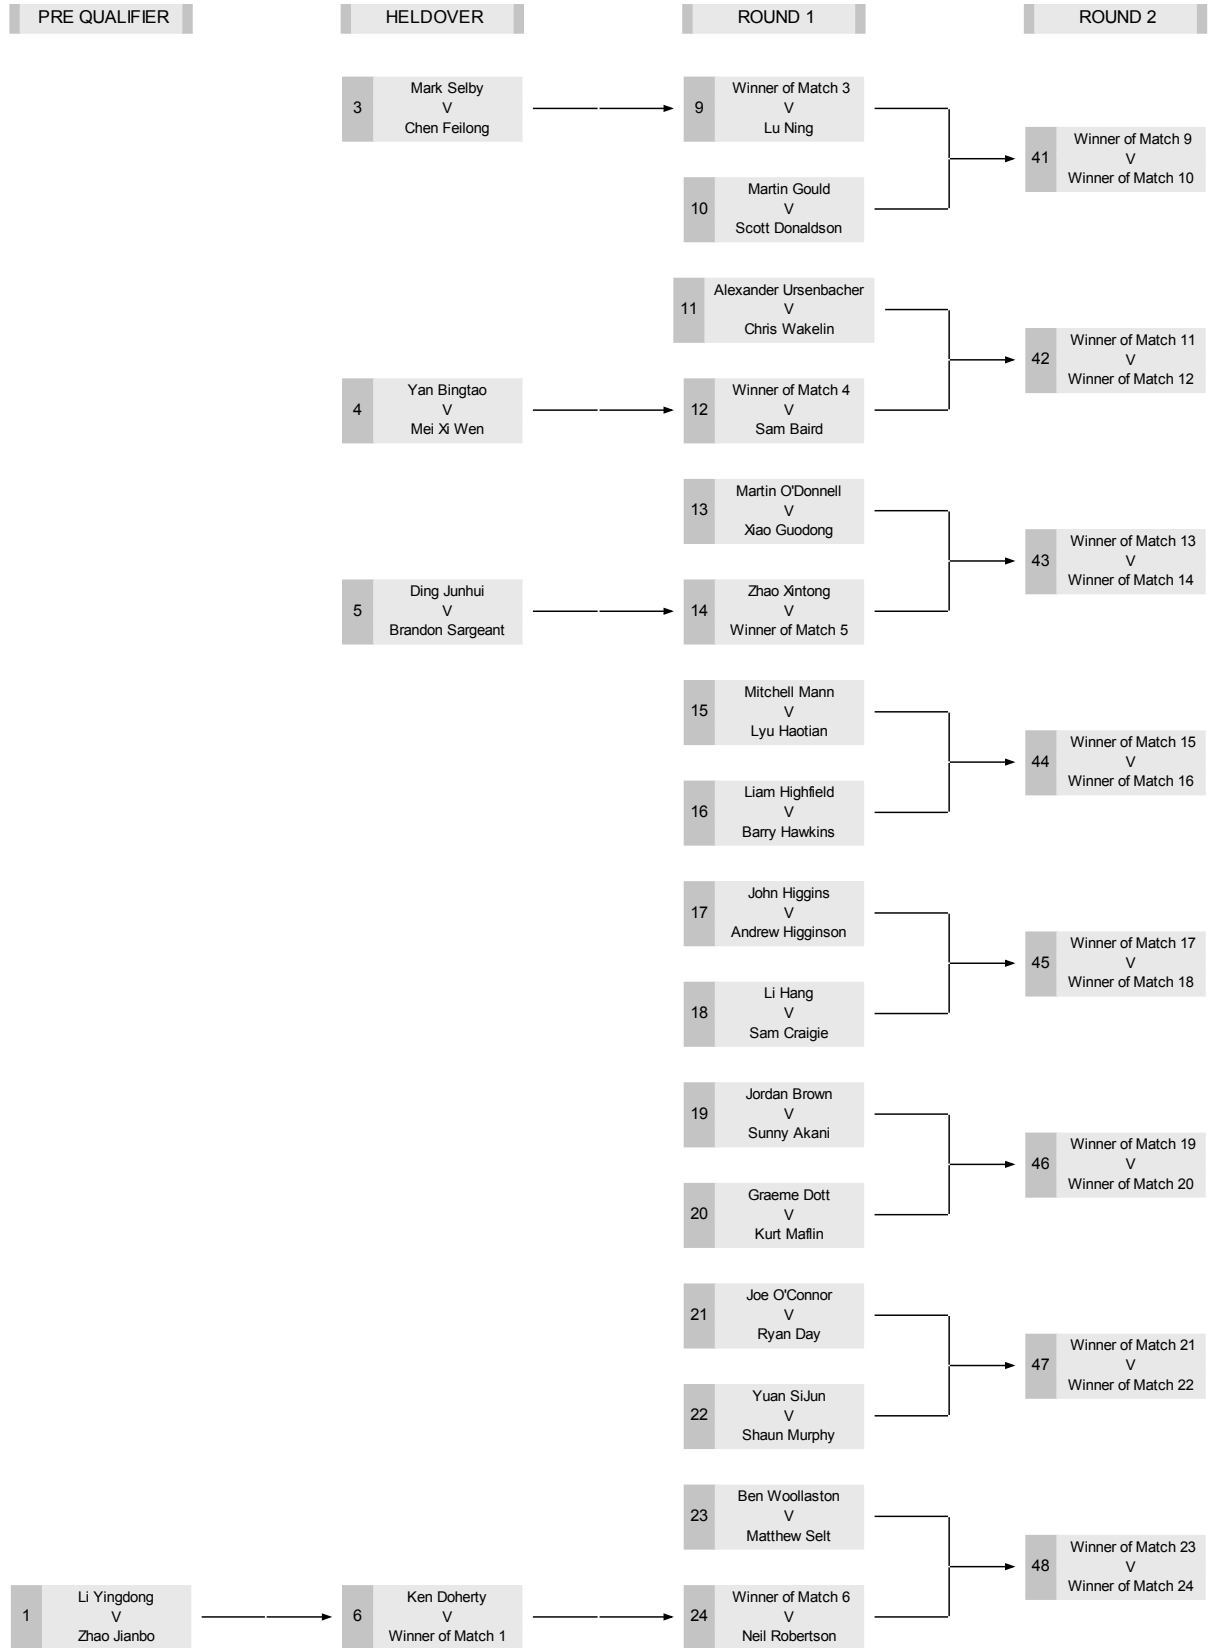 PRE QUALIFIER
HELDOVER
ROUND 1
ROUND 2
3
Mark Selby
V
Chen Feilong
9
Winner of Match 3
V
Lu Ning
41
Winner of Match 9
V
Winner of Match 10
10
Martin Gould
V
Scott Donaldson
11
Alexander Ursenbacher
V
Chris Wakelin
42
Winner of Match 11
V
Winner of Match 12
4
Yan Bingtao
V
Mei Xi Wen
12
Winner of Match 4
V
Sam Baird
13
Martin O'Donnell
V
Xiao Guodong
43
Winner of Match 13
V
Winner of Match 14
5
Ding Junhui
V
Brandon Sargeant
14
Zhao Xintong
V
Winner of Match 5
15
Mitchell Mann
V
Lyu Haotian
44
Winner of Match 15
V
Winner of Match 16
16
Liam Highfield
V
Barry Hawkins
17
John Higgins
V
Andrew Higginson
45
Winner of Match 17
V
Winner of Match 18
18
Li Hang
V
Sam Craigie
19
Jordan Brown
V
Sunny Akani
46
Winner of Match 19
V
Winner of Match 20
20
Graeme Dott
V
Kurt Maflin
21
Joe O'Connor
V
Ryan Day
47
Winner of Match 21
V
Winner of Match 22
22
Yuan SiJun
V
Shaun Murphy
23
Ben Woollaston
V
Matthew Selt
48
Winner of Match 23
V
Winner of Match 24
1
Li Yingdong
V
Zhao Jianbo
6
Ken Doherty
V
Winner of Match 1
24
Winner of Match 6
V
Neil Robertson